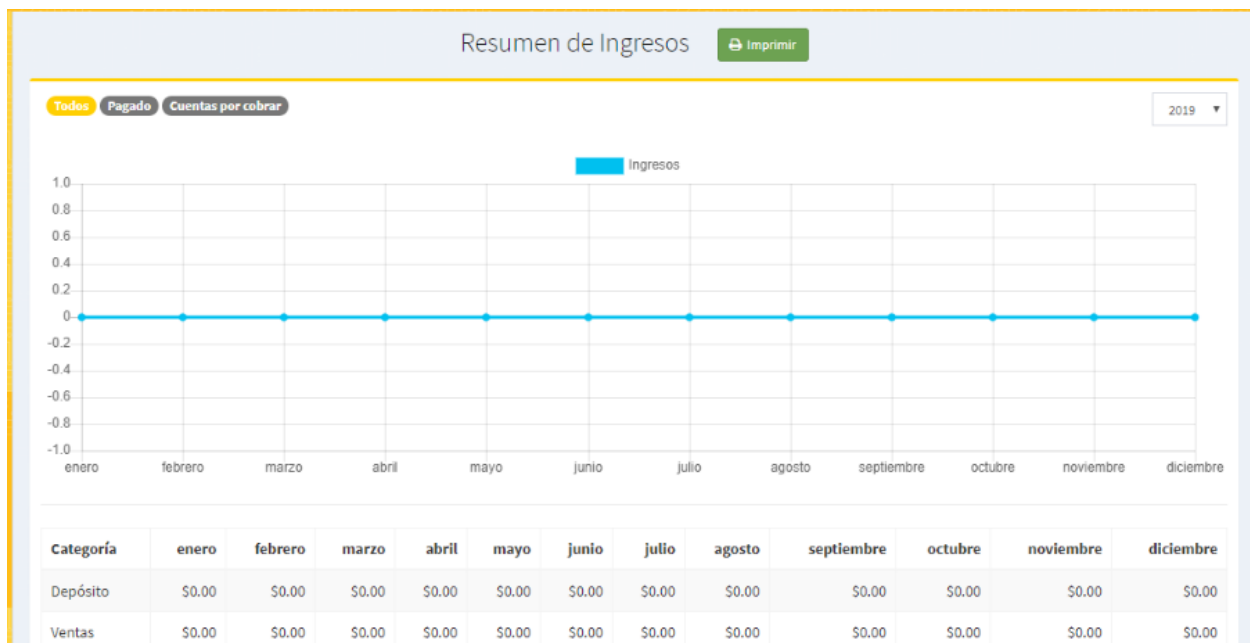 Resumen de Ingresos Imprimir
Todos Pagado Cuentas por cobrar 2019
Ingresos
1.0
0.8
0.6
0.4
0.2
0
-0.2
-0.4
-0.6
-0.8
-1.0
enero febrero marzo abril mayo junio julio agosto septiembre octubre noviembre diciembre
Categoría enero febrero marzo abril mayo junio julio agosto septiembre octubre noviembre diciembre
Depósito $0.00 $0.00 $0.00 $0.00 $0.00 $0.00 $0.00 $0.00 $0.00 $0.00 $0.00 $0.00
Ventas $0.00 $0.00 $0.00 $0.00 $0.00 $0.00 $0.00 $0.00 $0.00 $0.00 $0.00 $0.00